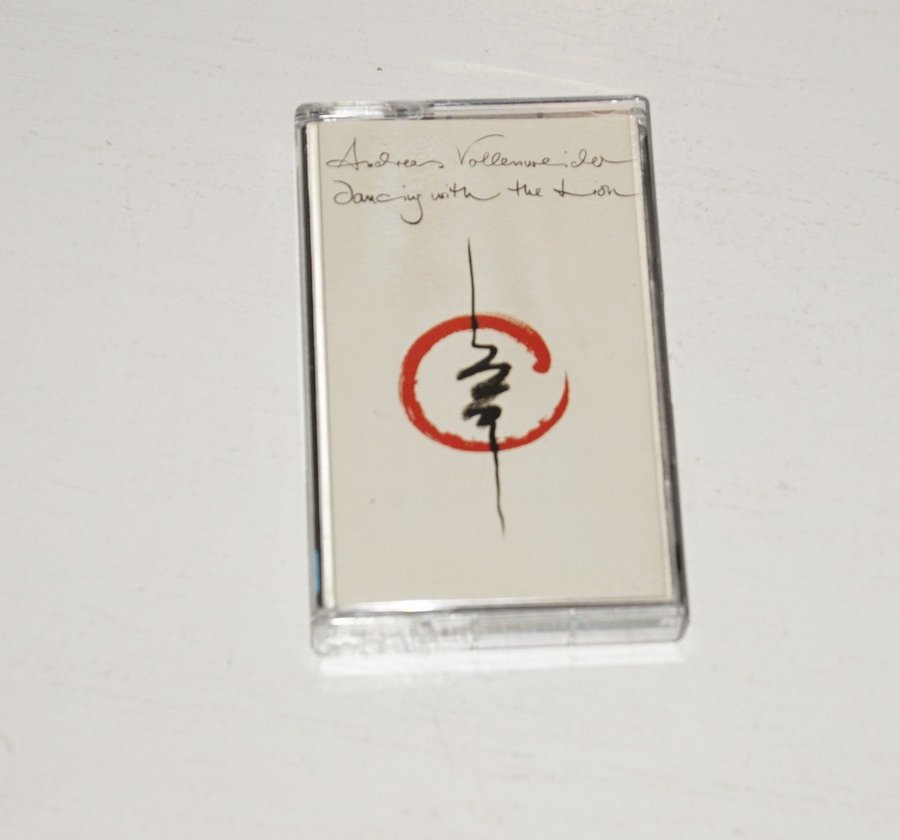 Andreas Vollenweider
Dancing with the Lion